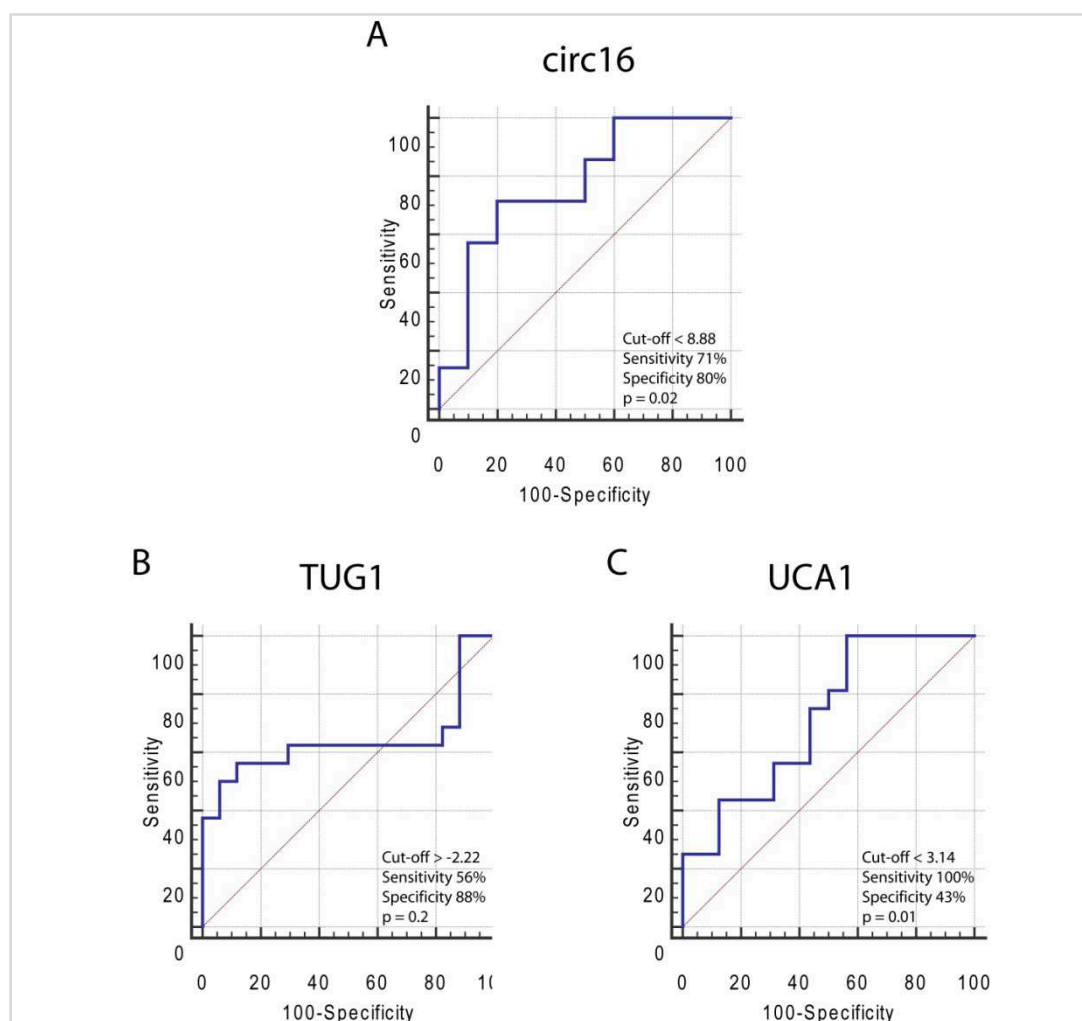 A
circ16
100
80
60
40
20
0
Sensitivity
Cut-off < 8.88
Sensitivity 71%
Specificity 80%
p = 0.02
0 20 40 60 80 100
100-Specificity
B
TUG1
100
80
60
40
20
0
Sensitivity
Cut-off > -2.22
Sensitivity 56%
Specificity 88%
p = 0.2
0 20 40 60 80
100-Specificity
C
UCA1
100
80
60
40
20
0
Sensitivity
Cut-off < 3.14
Sensitivity 100%
Specificity 43%
p = 0.01
0 20 40 60 80 100
100-Specificity